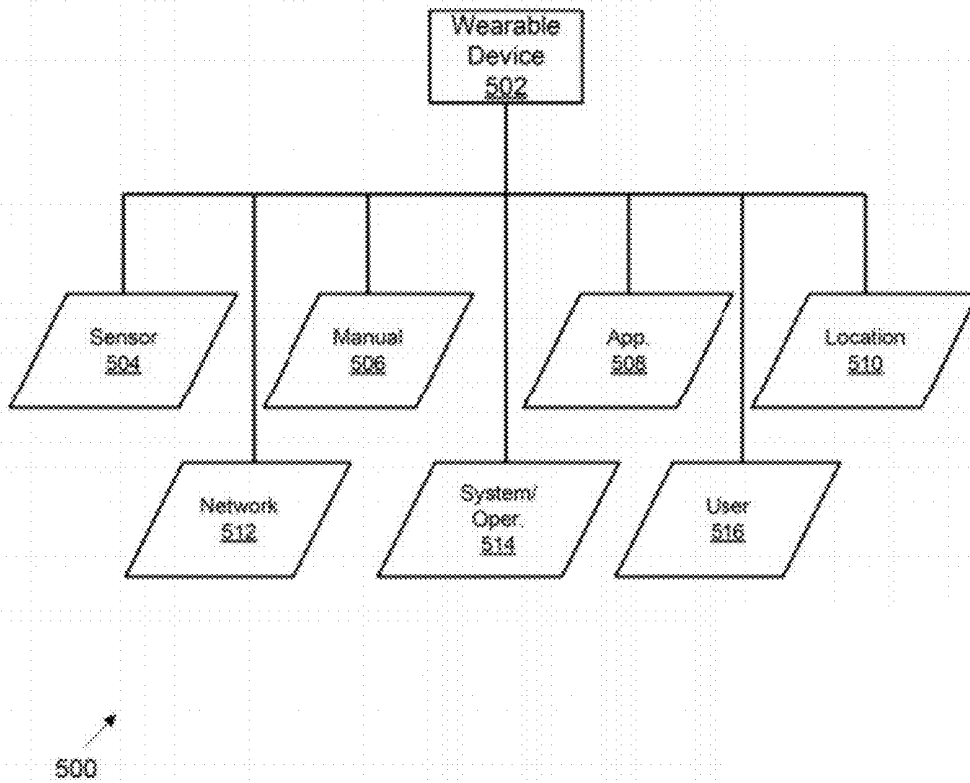 Wearable
Device
502
Sensor
504
Manual
506
App.
508
Location
510
Network
512
System/
Oper.
514
User
516
500